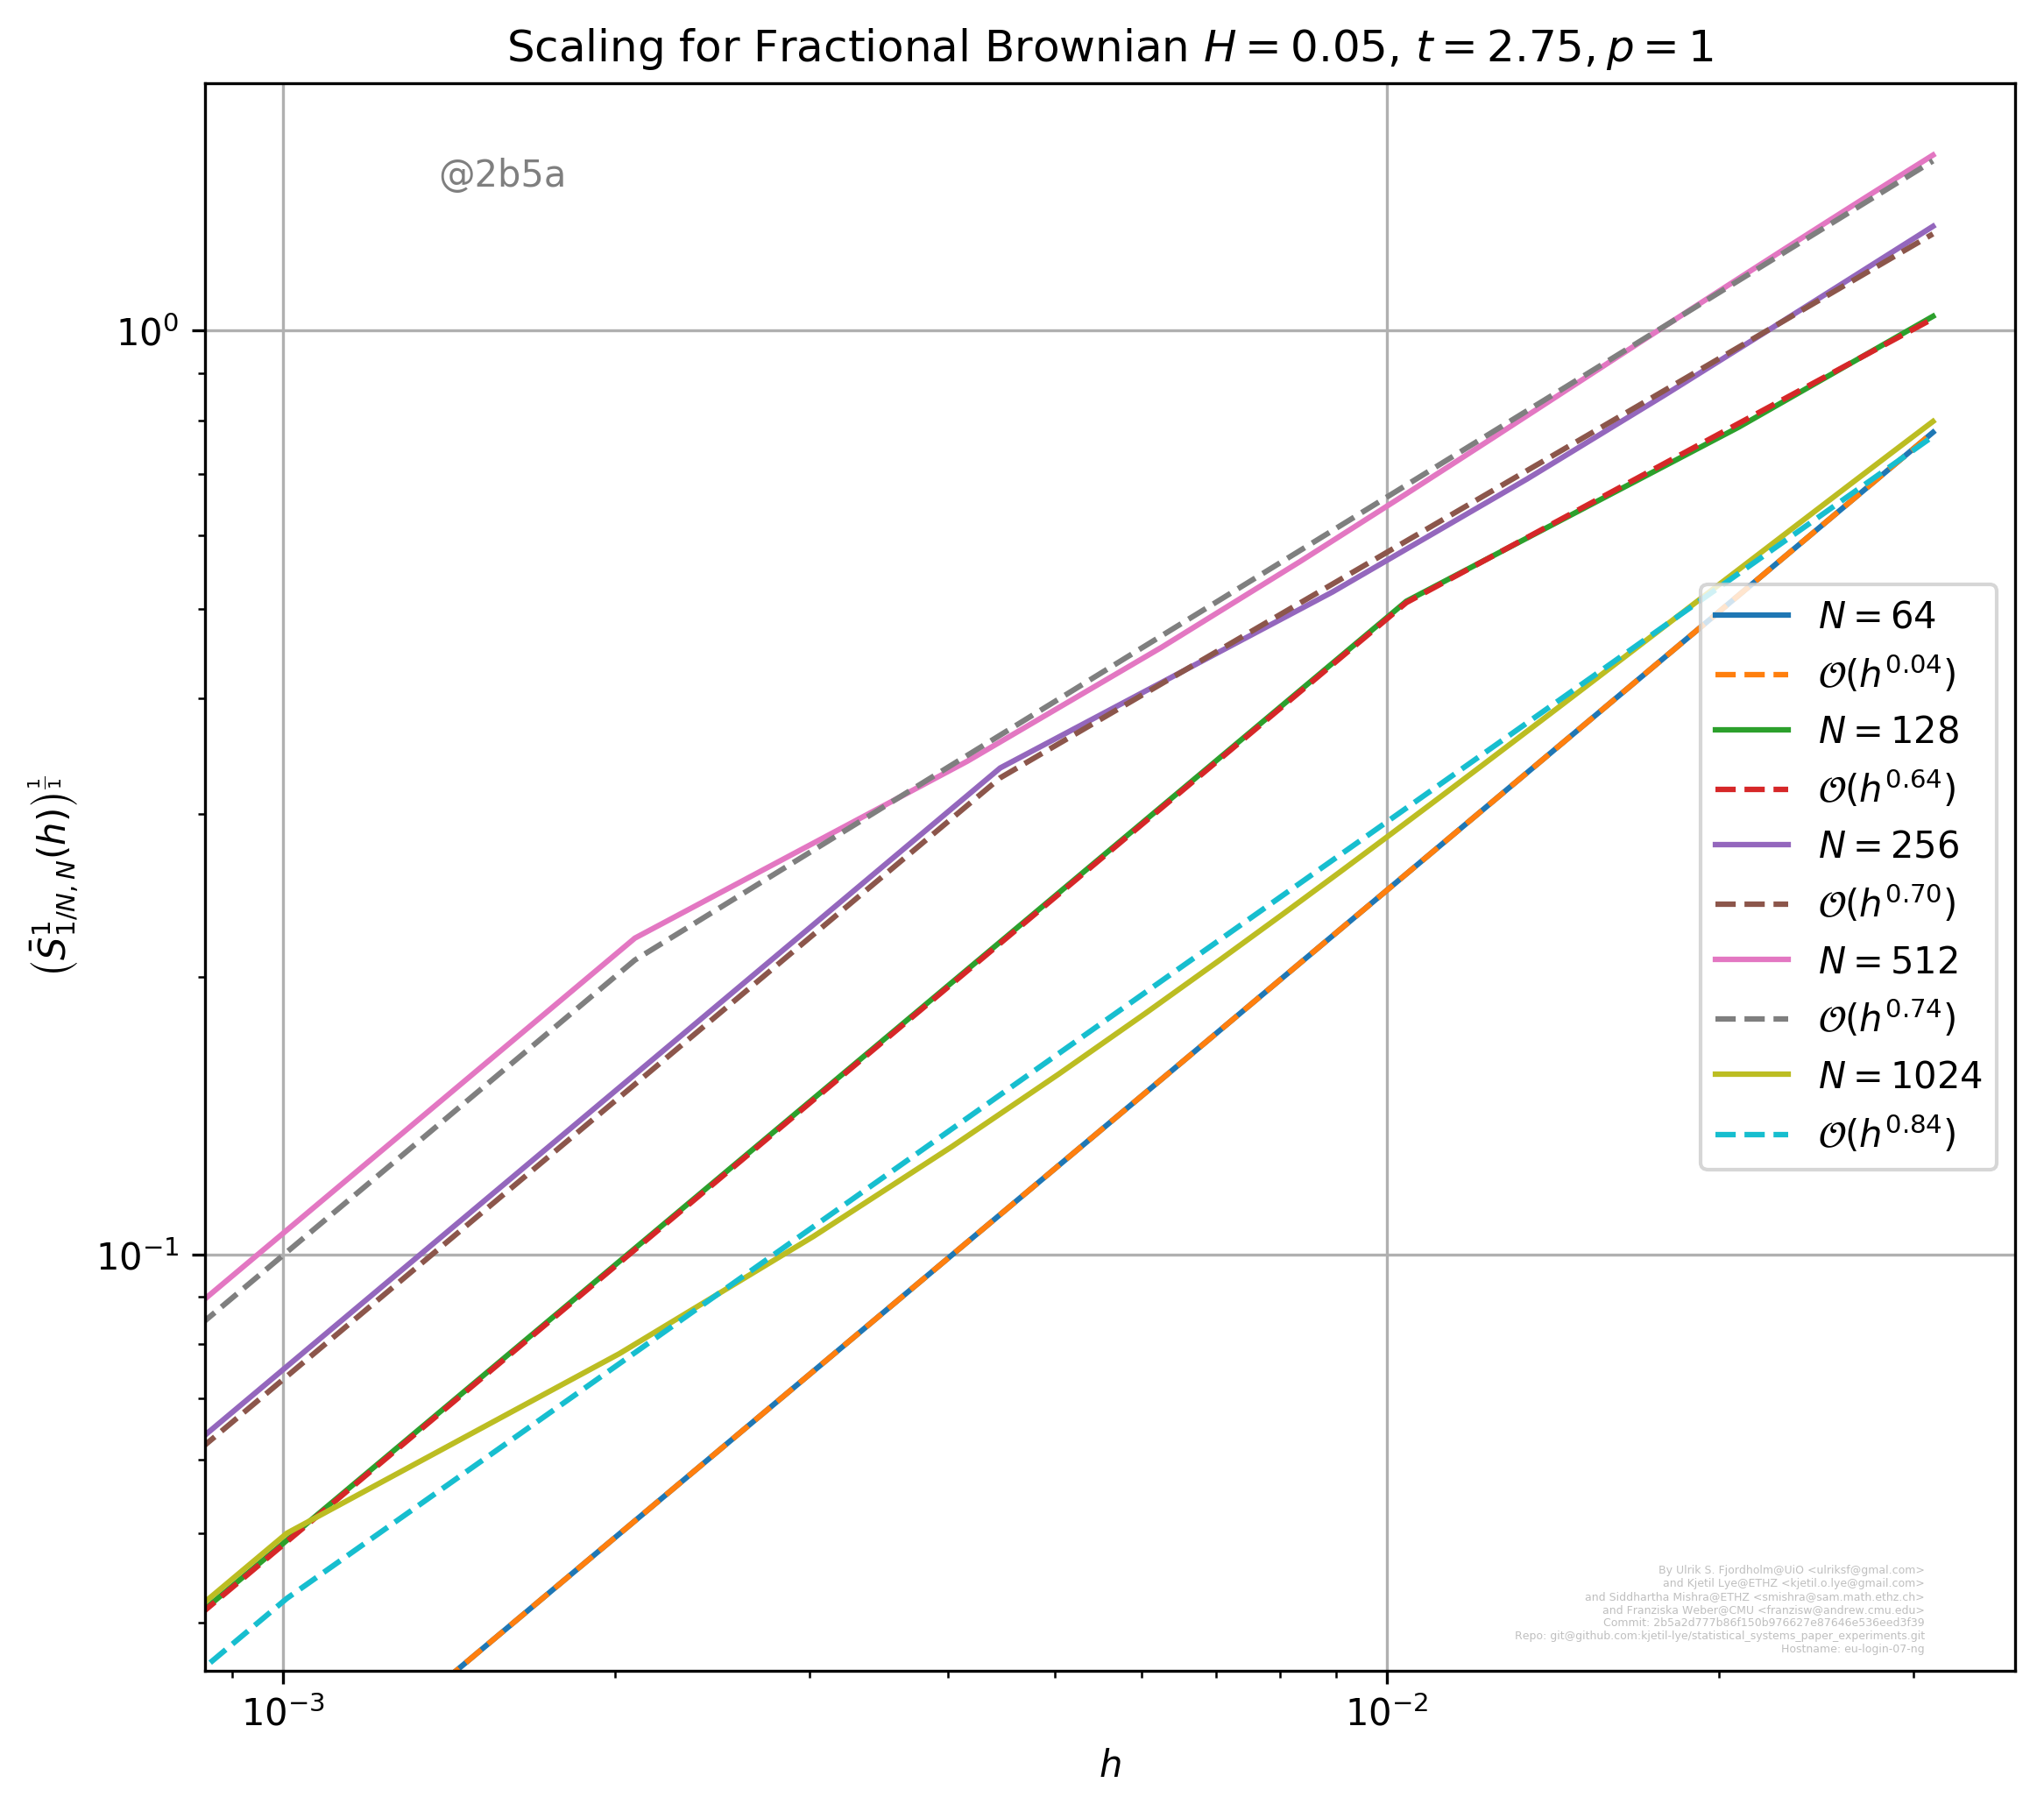 Scaling for Fractional Brownian H = 0.05, t = 2.75, p = 1
@2b5a
10⁰
10⁻¹
(S̄¹₁/N, N(h))^(1/1)
N = 64
𝒪(h^0.04)
N = 128
𝒪(h^0.64)
N = 256
𝒪(h^0.70)
N = 512
𝒪(h^0.74)
N = 1024
𝒪(h^0.84)
By Ulrik S. Fjordholm@UiO <ulriksf@gmal.com>
and Kjetil Lye@ETHZ <kjetil.o.lye@gmail.com>
and Siddhartha Mishra@ETHZ <smishra@sam.math.ethz.ch>
and Franziska Weber@CMU <franzisw@andrew.cmu.edu>
Commit: 2b5a2d777b86f150b976627e87646e536eed3f39
Repo: git@github.com:kjetil-lye/statistical_systems_paper_experiments.git
Hostname: eu-login-07-ng
10⁻³
10⁻²
h